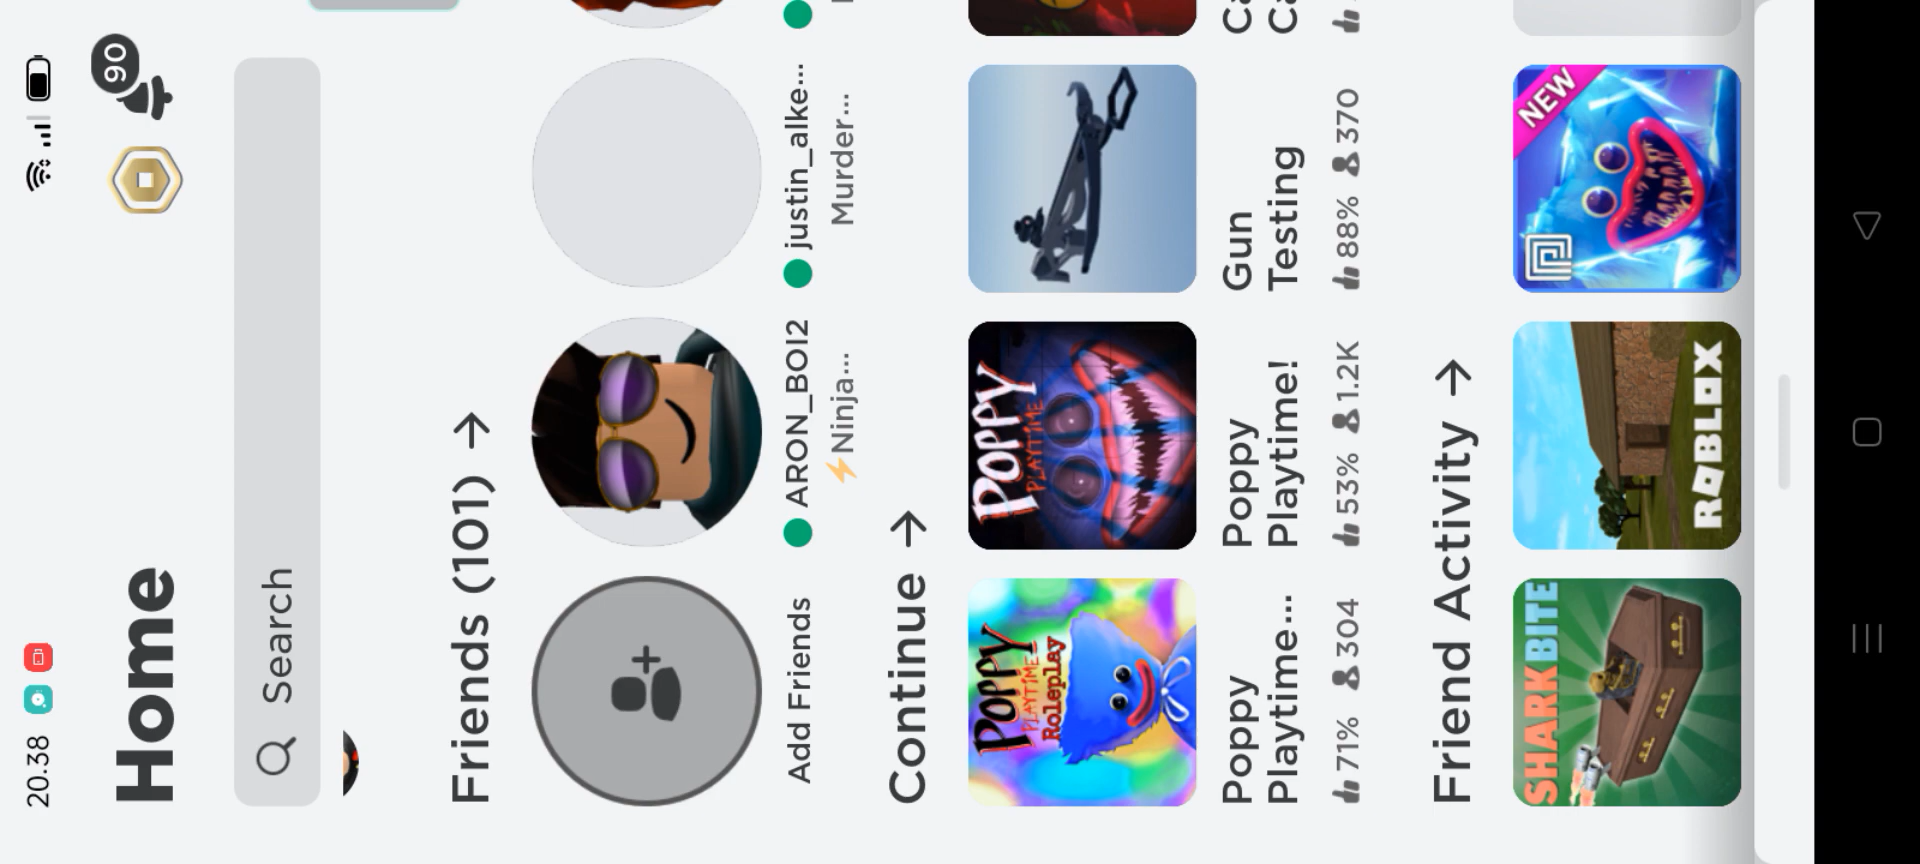 20.38
Home
90
Search
Friends (101) →
Add Friends
ARON_BOI2
⚡Ninja...
justin_alke...
Murder...
Continue →
POPPY
PLAYTIME
Roleplay
POPPY
PLAYTIME
Poppy
Playtime...
71% 304
Poppy
Playtime!
53% 1.2K
Gun
Testing
88% 370
Ca
Ca
Friend Activity →
SHARK BITE
ROBLOX
NEW